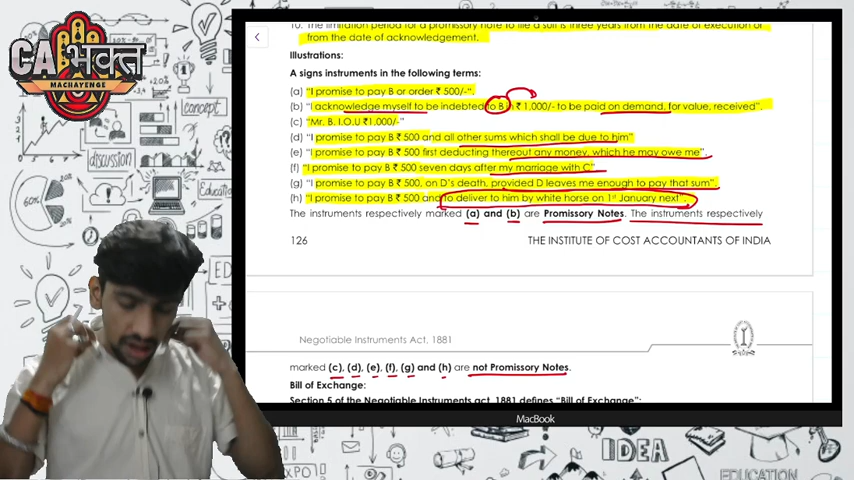 CA भक्त
MACHAYENGE
concept
discussion
60%
20%
ED
10. The limitation period for a promissory note to file a suit is three years from the date of execution or
from the date of acknowledgement.
Illustrations:
A signs instruments in the following terms:
(a) “I promise to pay B or order ₹ 500/-”.
(b) “I acknowledge myself to be indebted to B in ₹ 1,000/- to be paid on demand, for value, received”.
(c) “Mr. B. I.O.U ₹1,000/-”
(d) “I promise to pay B ₹ 500 and all other sums which shall be due to him”
(e) “I promise to pay B ₹ 500 first deducting thereout any money, which he may owe me”
(f) “I promise to pay B ₹ 500 seven days after my marriage with C”
(g) “I promise to pay B ₹ 500, on D’s death, provided D leaves me enough to pay that sum”.
(h) “I promise to pay B ₹ 500 and to deliver to him by white horse on 1st January next”.
The instruments respectively marked (a) and (b) are Promissory Notes. The instruments respectively
126 THE INSTITUTE OF COST ACCOUNTANTS OF INDIA
Negotiable Instruments Act, 1881
marked (c), (d), (e), (f), (g) and (h) are not Promissory Notes.
Bill of Exchange:
Section 5 of the Negotiable Instruments act, 1881 defines “Bill of Exchange”:
MacBook
EXPO
IDEA
EDUCATION